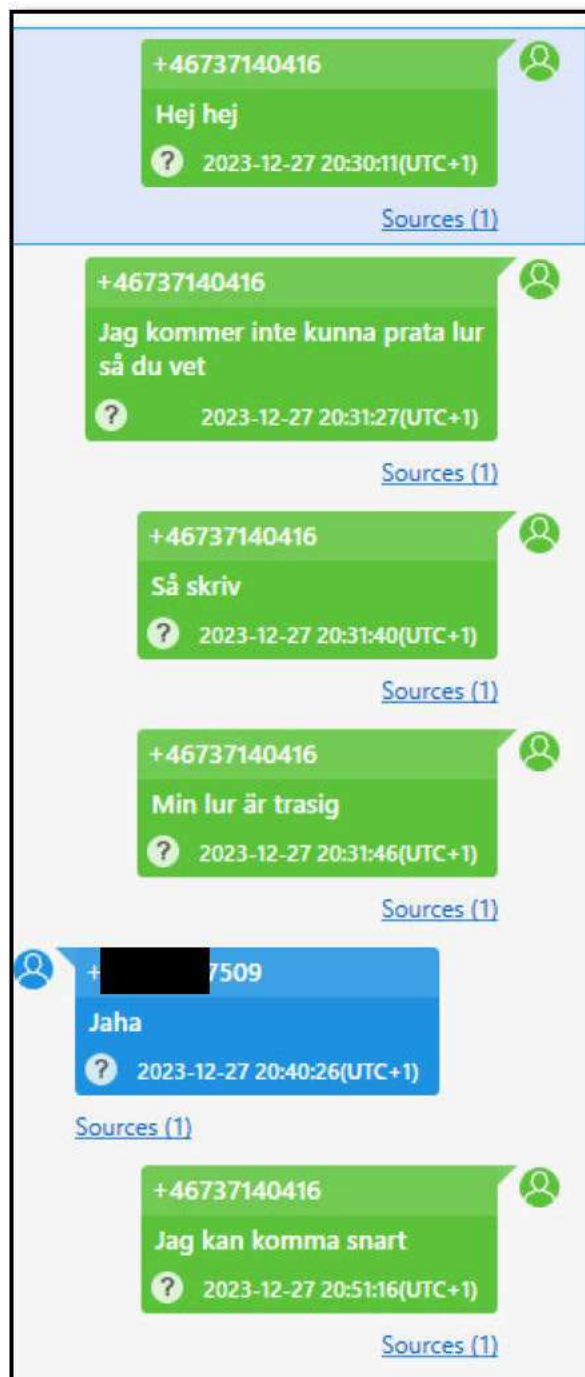 +46737140416
Hej hej
? 2023-12-27 20:30:11(UTC+1)
Sources (1)
+46737140416
Jag kommer inte kunna prata lur
så du vet
? 2023-12-27 20:31:27(UTC+1)
Sources (1)
+46737140416
Så skriv
? 2023-12-27 20:31:40(UTC+1)
Sources (1)
+46737140416
Min lur är trasig
? 2023-12-27 20:31:46(UTC+1)
Sources (1)
+ 7509
Jaha
? 2023-12-27 20:40:26(UTC+1)
Sources (1)
+46737140416
Jag kan komma snart
? 2023-12-27 20:51:16(UTC+1)
Sources (1)